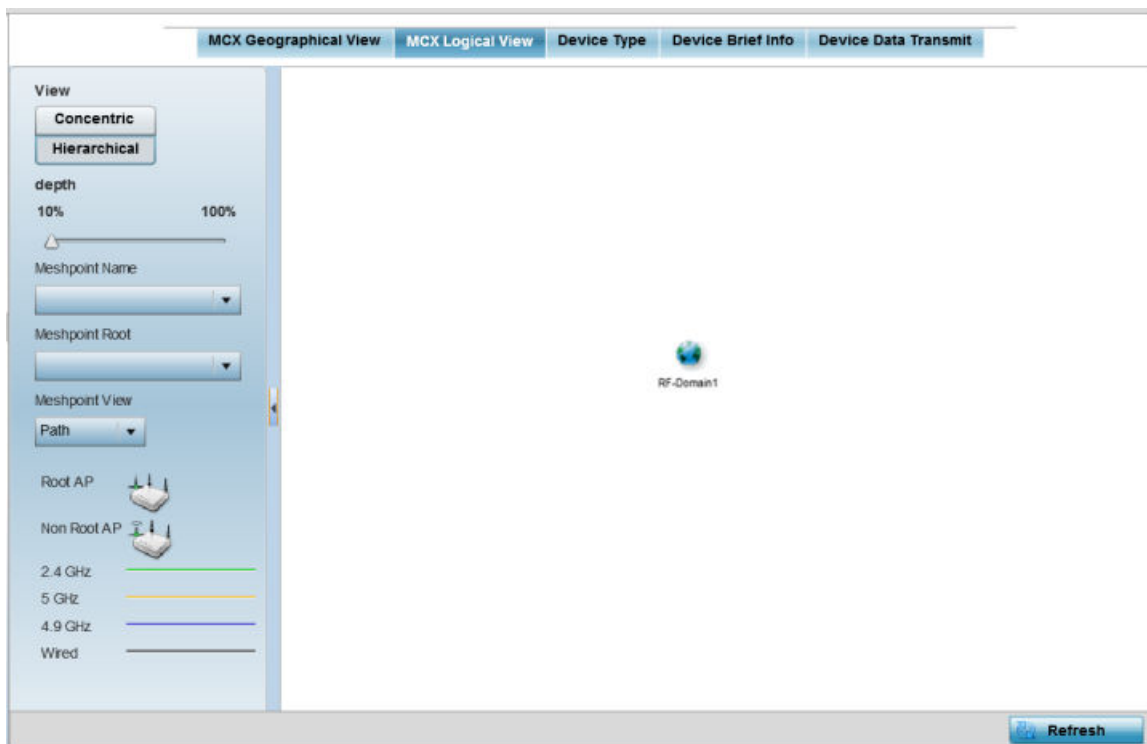 MCX Geographical View MCX Logical View Device Type Device Brief Info Device Data Transmit
View
Concentric
Hierarchical
depth
10% 100%
Meshpoint Name
Meshpoint Root
Meshpoint View
Path
Root AP
Non Root AP
2.4 GHz
5 GHz
4.9 GHz
Wired
RF-Domain1
Refresh